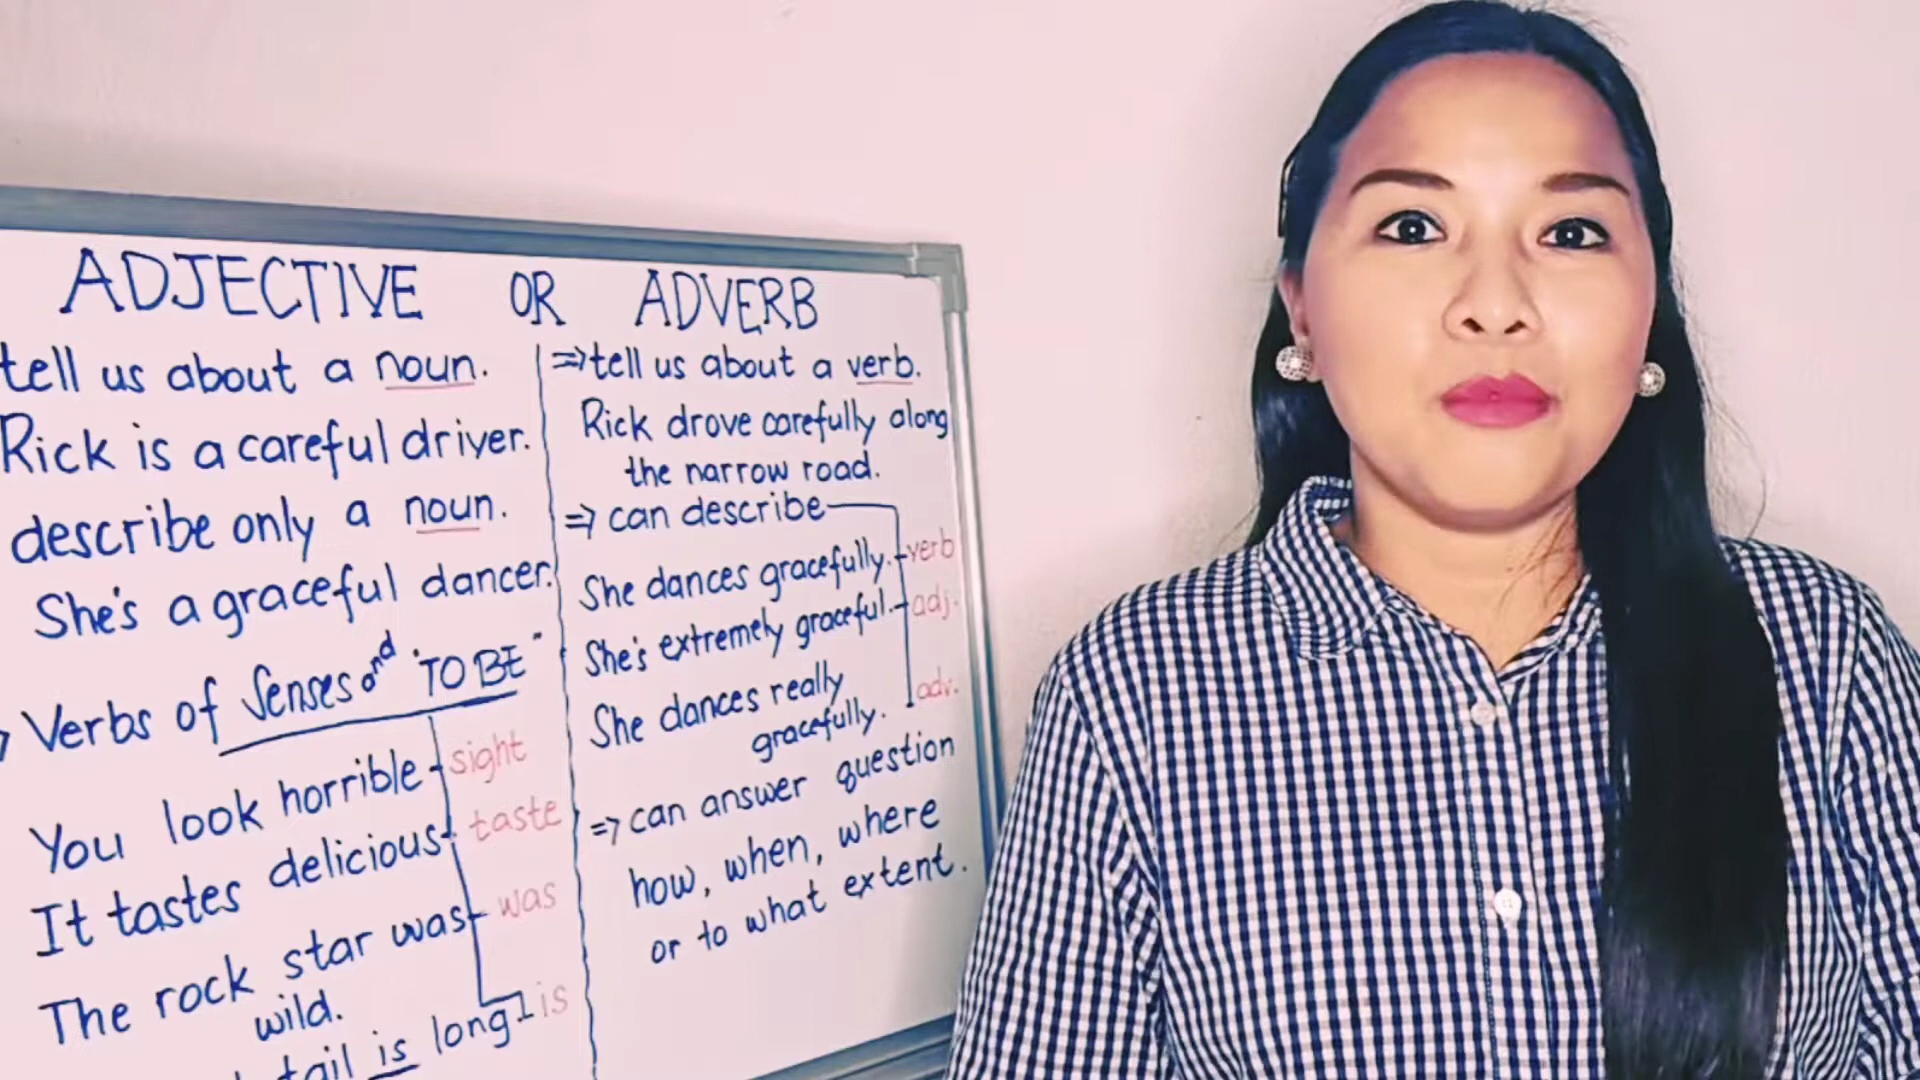 ADJECTIVE OR ADVERB
tell us about a noun.
Rick is a careful driver.
describe only a noun.
She's a graceful dancer.
Verbs of Senses and "TO BE"
You look horrible sight
It tastes delicious taste
The rock star was was
wild.
tail is long is
⇒ tell us about a verb.
Rick drove carefully along
the narrow road.
⇒ can describe
She dances gracefully. verb
She's extremely graceful. adj.
She dances really adv.
gracefully.
⇒ can answer question
how, when, where
or to what extent.